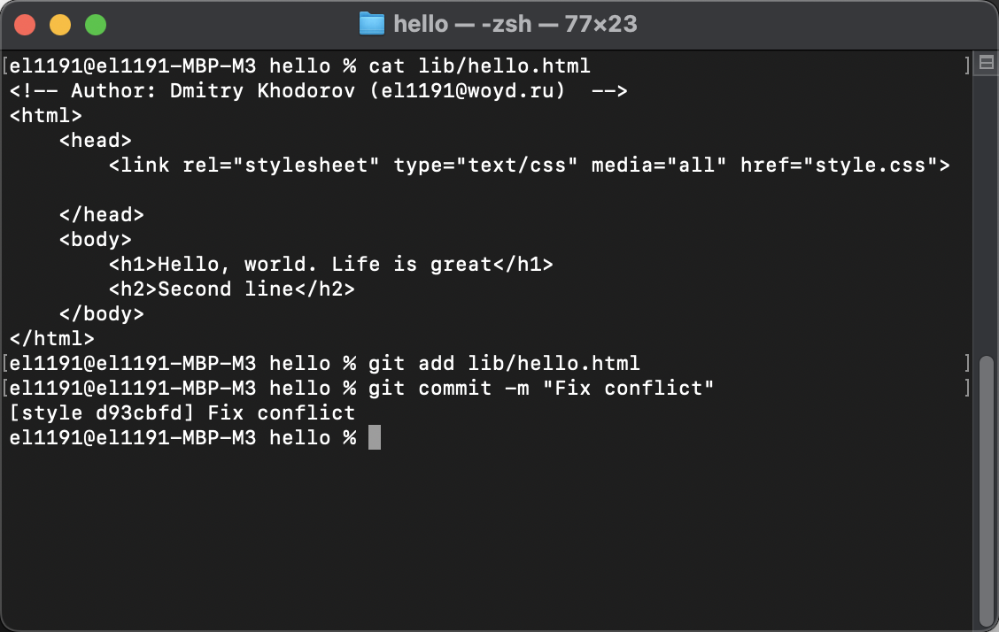 hello — -zsh — 77×23
[el1191@el1191-MBP-M3 hello % cat lib/hello.html ]
<!-- Author: Dmitry Khodorov (el1191@woyd.ru)  -->
<html>
    <head>
        <link rel="stylesheet" type="text/css" media="all" href="style.css">
    </head>
    <body>
        <h1>Hello, world. Life is great</h1>
        <h2>Second line</h2>
    </body>
</html>
[el1191@el1191-MBP-M3 hello % git add lib/hello.html ]
[el1191@el1191-MBP-M3 hello % git commit -m "Fix conflict" ]
[style d93cbfd] Fix conflict
el1191@el1191-MBP-M3 hello %